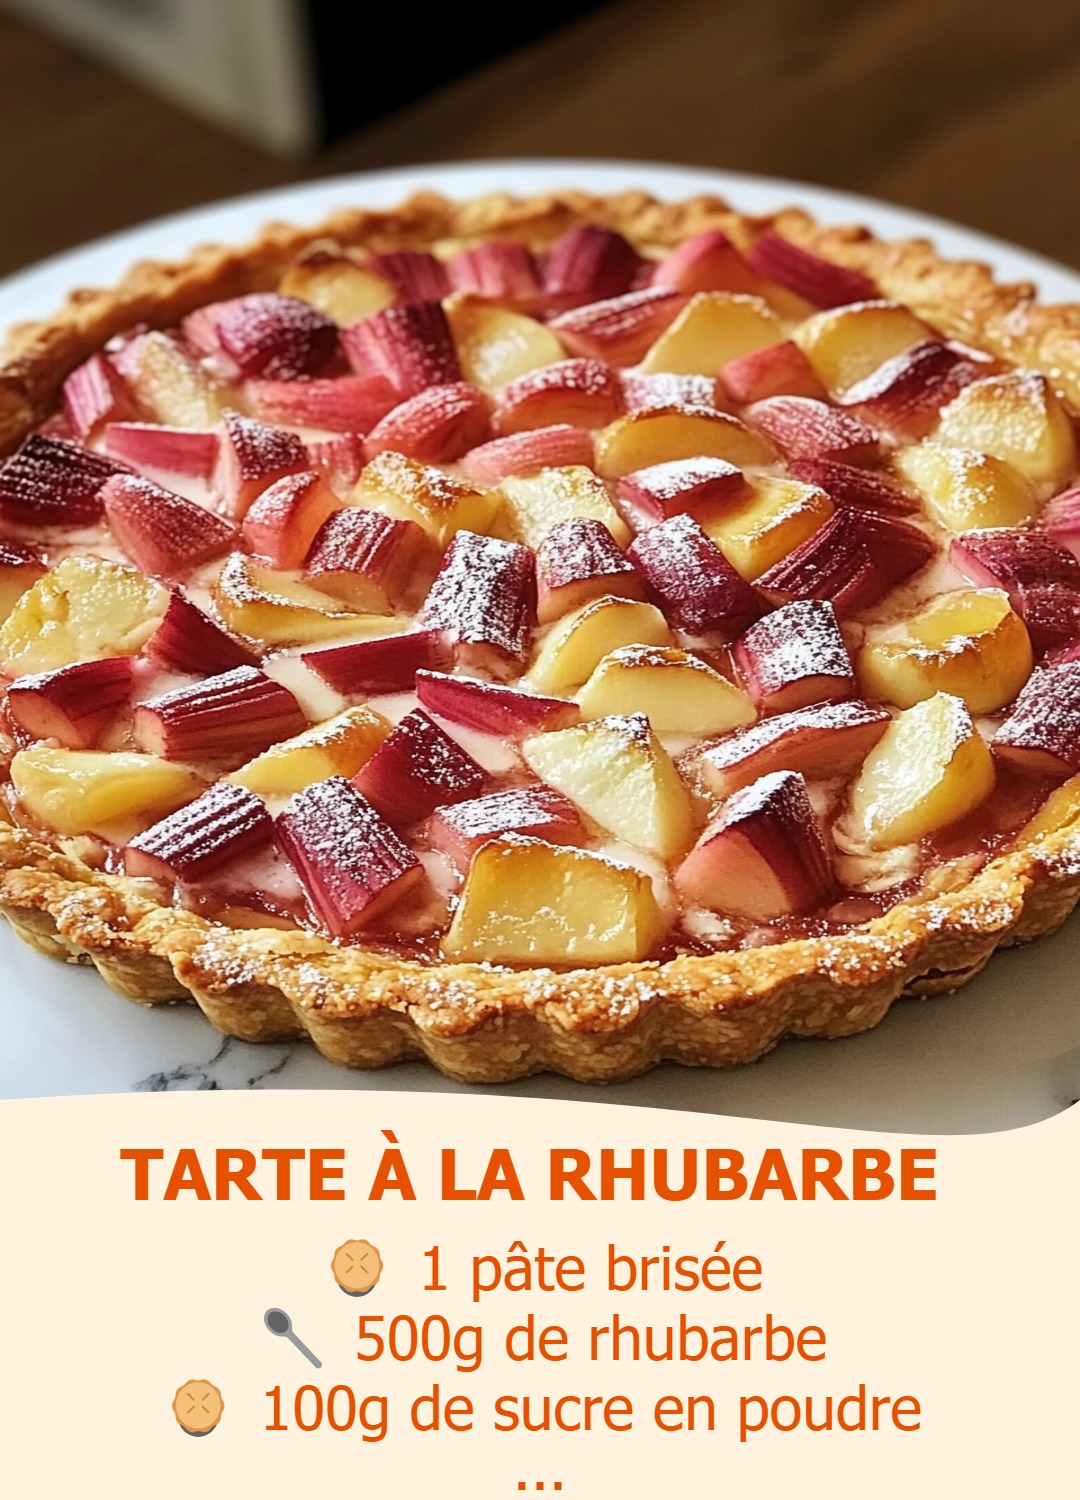 TARTE À LA RHUBARBE
1 pâte brisée
500g de rhubarbe
100g de sucre en poudre
...